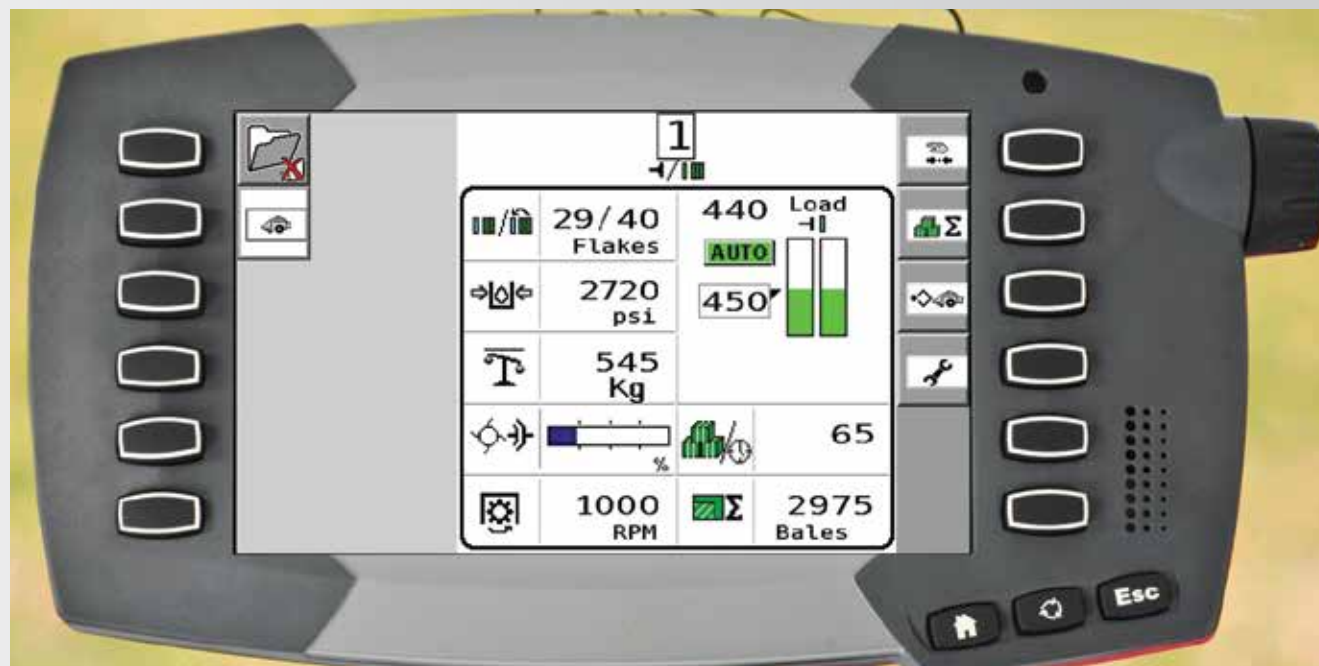 1
29/40
Flakes
440
Load
AUTO
2720
psi
450
545
Kg
%
65
1000
RPM
Σ
2975
Bales
Σ
Esc